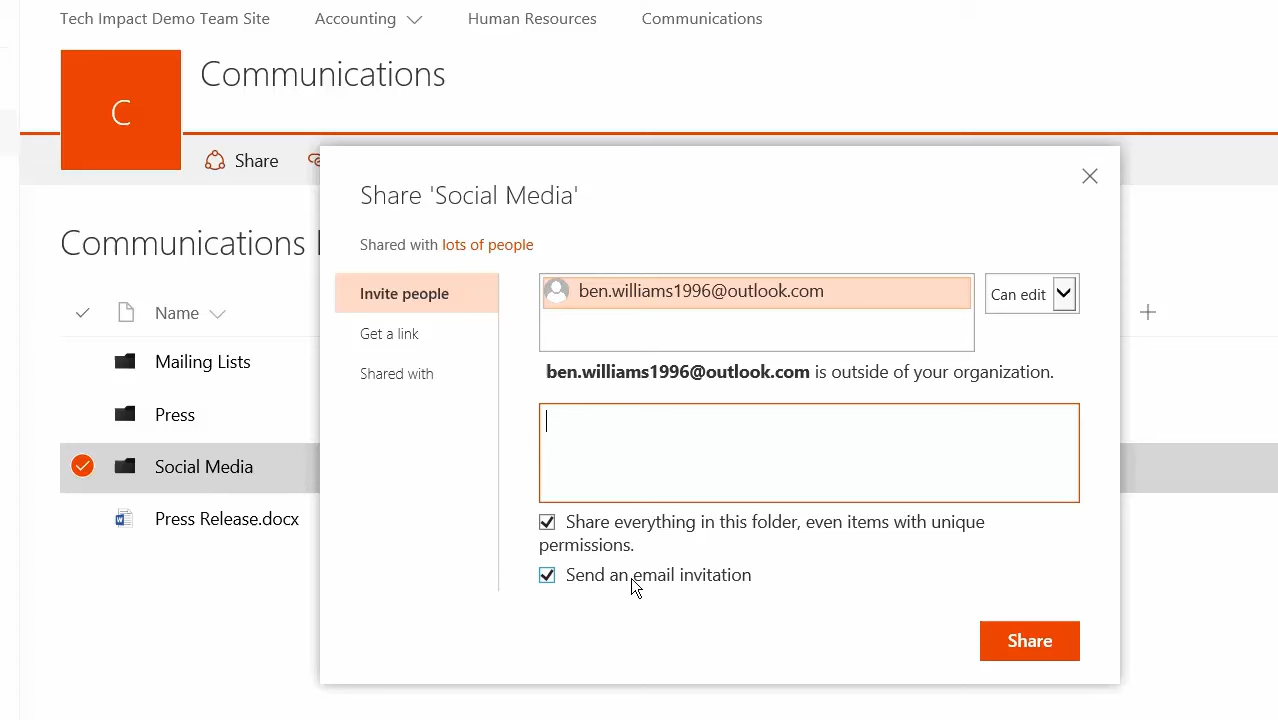 Tech Impact Demo Team Site Accounting Human Resources Communications
C
Communications
Share
Share 'Social Media'
Communications
Shared with lots of people
Invite people
ben.williams1996@outlook.com
Can edit
Name
Get a link
Mailing Lists
Shared with
ben.williams1996@outlook.com is outside of your organization.
Press
Social Media
Press Release.docx
Share everything in this folder, even items with unique
permissions.
Send an email invitation
Share